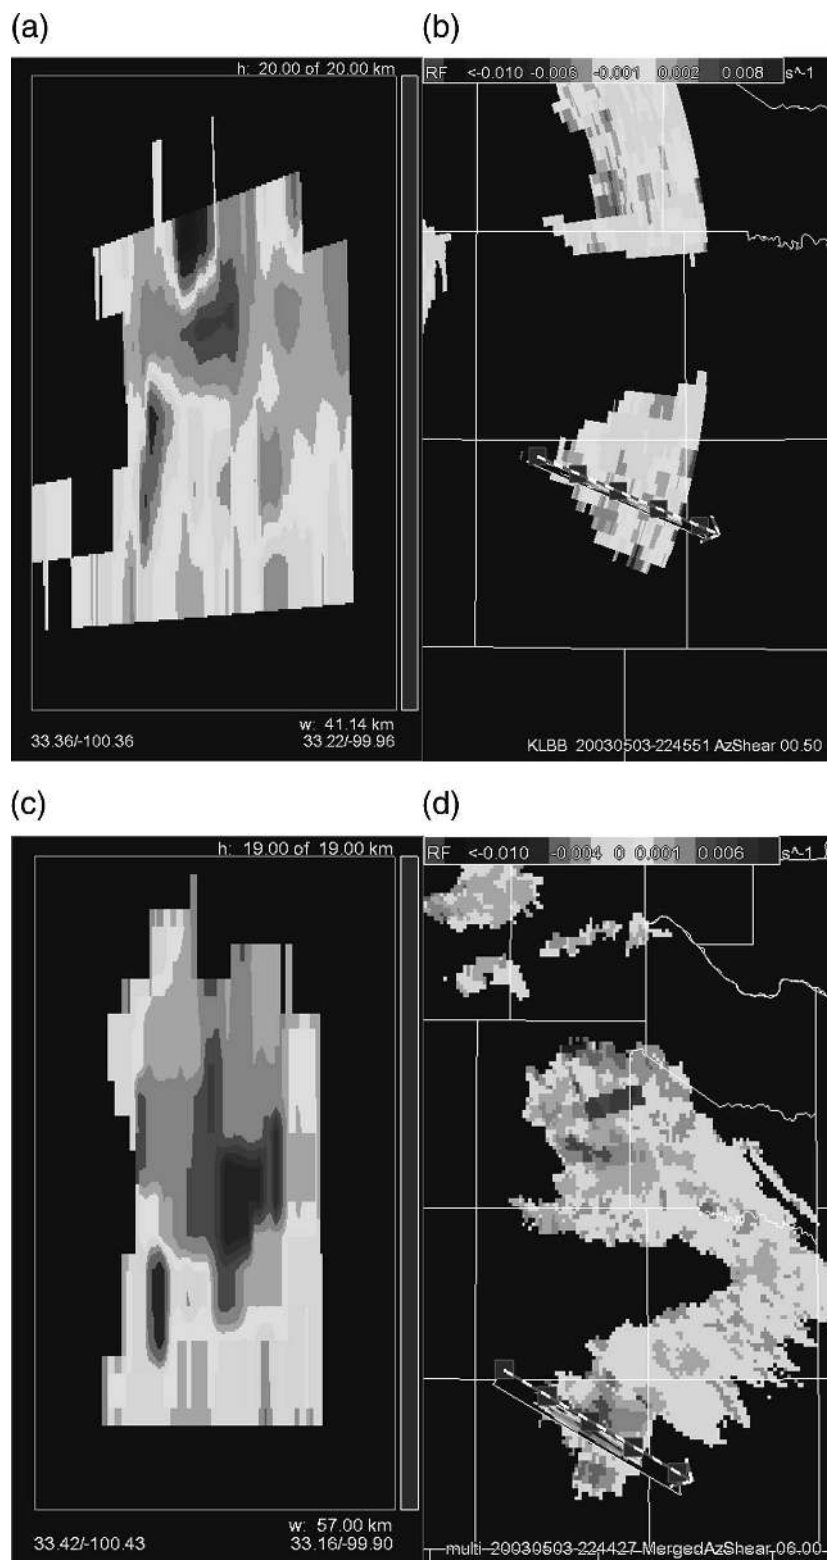 (a)
(b)
h: 20.00 of 20.00 km
RF <-0.010 -0.006 -0.001 0.002 0.008 s^-1
w: 41.14 km
33.36/-100.36 33.22/-99.96
KLBB 20030503-224551 AzShear 00.50
(c)
(d)
h: 19.00 of 19.00 km
RF <-0.010 -0.004 0 0.001 0.006 s^-1
w: 57.00 km
33.42/-100.43 33.16/-99.90
multi 20030503-224427 MergedAzShear 06.00